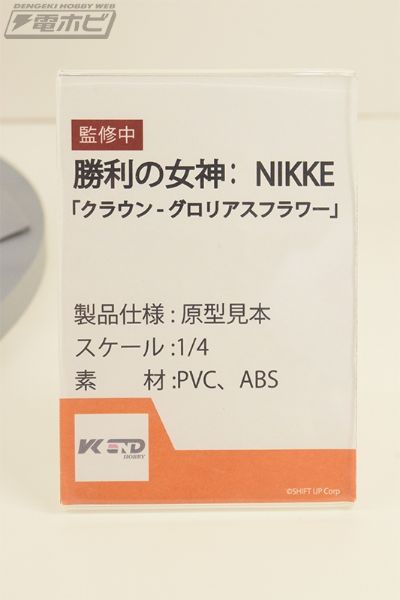 DENGEKI HOBBY WEB
電ホビ
監修中
勝利の女神： NIKKE
「クラウン - グロリアスフラワー」
製品仕様 : 原型見本
スケール :1/4
素　　材 :PVC、ABS
HOBBY
©SHIFT UP Corp